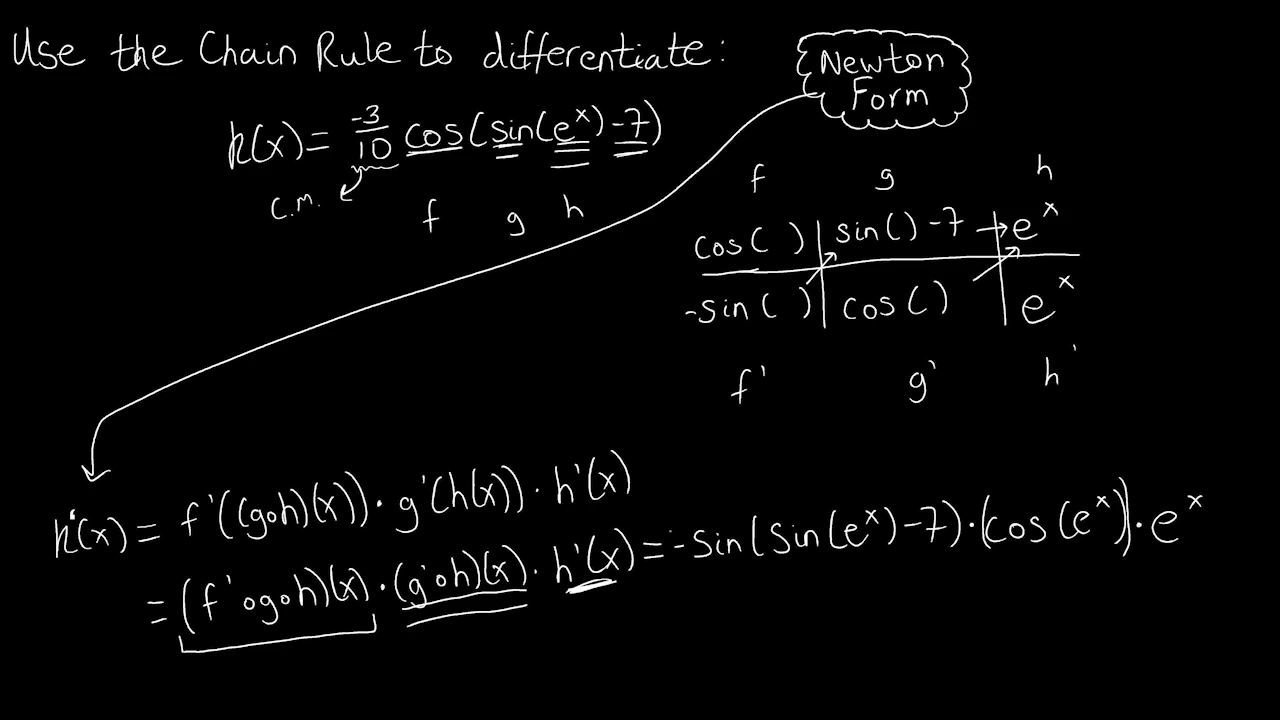 Use the Chain Rule to differentiate:
Newton
Form
k(x) = -3/10 cos(sin(e^x) -7)
C.M.
f g h
f g h
cos( ) sin( ) -7 → e^x
-sin( ) cos( ) e^x
f' g' h'
k'(x) = f'((g∘h)(x)) · g'(h(x)) · h'(x)
= (f'∘g∘h)(x) · (g'∘h)(x) · h'(x) = -sin(sin(e^x) -7) · (cos(e^x)) · e^x